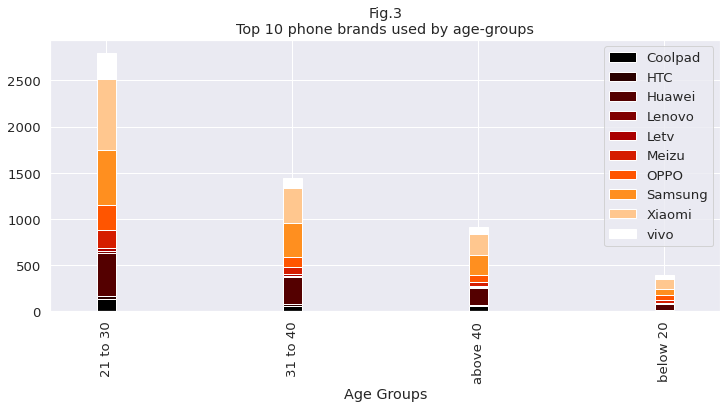 Fig.3
Top 10 phone brands used by age-groups
2500
2000
1500
1000
500
0
Coolpad
HTC
Huawei
Lenovo
Letv
Meizu
OPPO
Samsung
Xiaomi
vivo
21 to 30
31 to 40
above 40
below 20
Age Groups